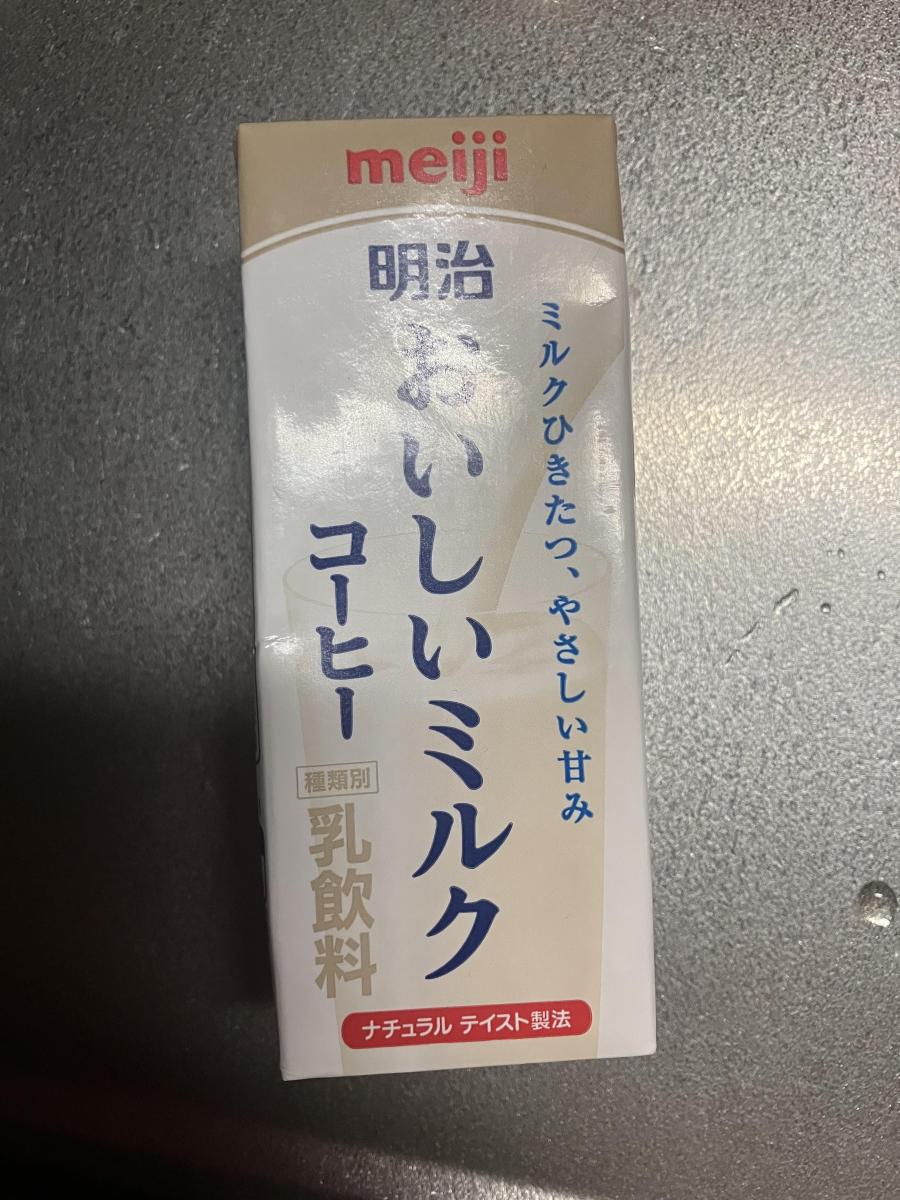 meiji
明治
ミルクひきたつ、やさしい甘み
おいしいミルク
コーヒー
種類別
乳飲料
ナチュラル テイスト製法